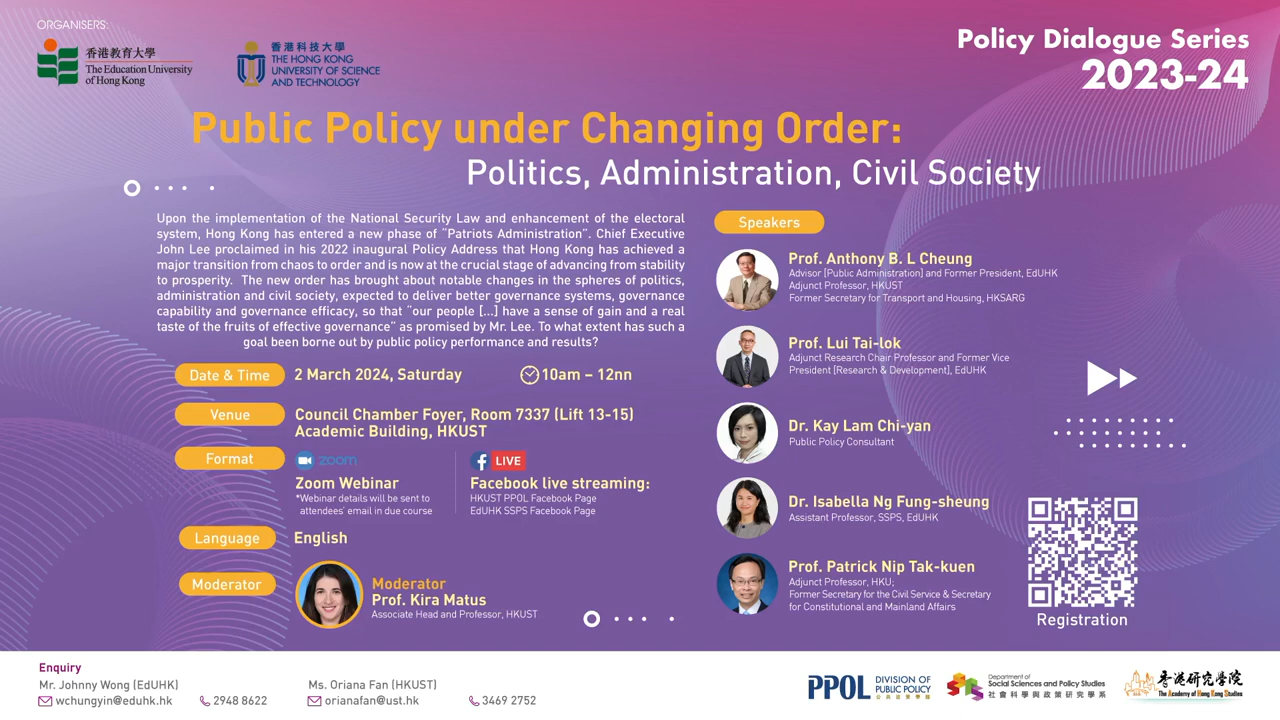 ORGANISERS:
香港教育大學
The Education University
of Hong Kong
香港科技大學
THE HONG KONG
UNIVERSITY OF SCIENCE
AND TECHNOLOGY
Policy Dialogue Series
2023-24
Public Policy under Changing Order:
Politics, Administration, Civil Society
Upon the implementation of the National Security Law and enhancement of the electoral
system, Hong Kong has entered a new phase of "Patriots Administration". Chief Executive
John Lee proclaimed in his 2022 inaugural Policy Address that Hong Kong has achieved a
major transition from chaos to order and is now at the crucial stage of advancing from stability
to prosperity. The new order has brought about notable changes in the spheres of politics,
administration and civil society, expected to deliver better governance systems, governance
capability and governance efficacy, so that "our people [...] have a sense of gain and a real
taste of the fruits of effective governance" as promised by Mr. Lee. To what extent has such a
goal been borne out by public policy performance and results?
Date & Time
2 March 2024, Saturday
10am – 12nn
Venue
Council Chamber Foyer, Room 7337 (Lift 13-15)
Academic Building, HKUST
Format
zoom
Zoom Webinar
*Webinar details will be sent to
attendees' email in due course
LIVE
Facebook live streaming:
HKUST PPOL Facebook Page
EdUHK SSPS Facebook Page
Language
English
Moderator
Moderator
Prof. Kira Matus
Associate Head and Professor, HKUST
Speakers
Prof. Anthony B. L Cheung
Advisor [Public Administration] and Former President, EdUHK
Adjunct Professor, HKUST
Former Secretary for Transport and Housing, HKSARG
Prof. Lui Tai-lok
Adjunct Research Chair Professor and Former Vice
President [Research & Development], EdUHK
Dr. Kay Lam Chi-yan
Public Policy Consultant
Dr. Isabella Ng Fung-sheung
Assistant Professor, SSPS, EdUHK
Prof. Patrick Nip Tak-kuen
Adjunct Professor, HKU;
Former Secretary for the Civil Service & Secretary
for Constitutional and Mainland Affairs
Registration
Enquiry
Mr. Johnny Wong (EdUHK)
wchungyin@eduhk.hk
2948 8622
Ms. Oriana Fan (HKUST)
orianafan@ust.hk
3469 2752
PPOL
DIVISION OF
PUBLIC POLICY
公共政策學部
Department of
Social Sciences and Policy Studies
社會科學與政策研究學系
香港研究學院
The Academy of Hong Kong Studies